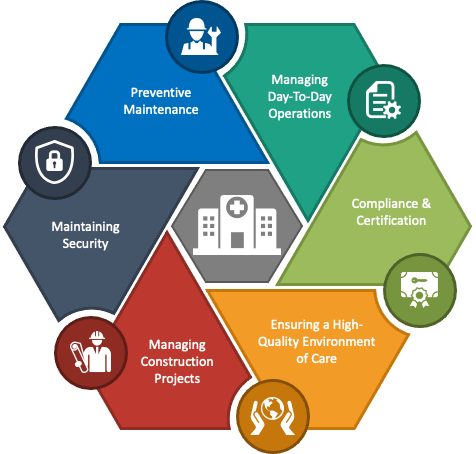 Preventive
Maintenance
Managing
Day-To-Day
Operations
Compliance &
Certification
Ensuring a High-
Quality Environment
of Care
Managing
Construction
Projects
Maintaining
Security